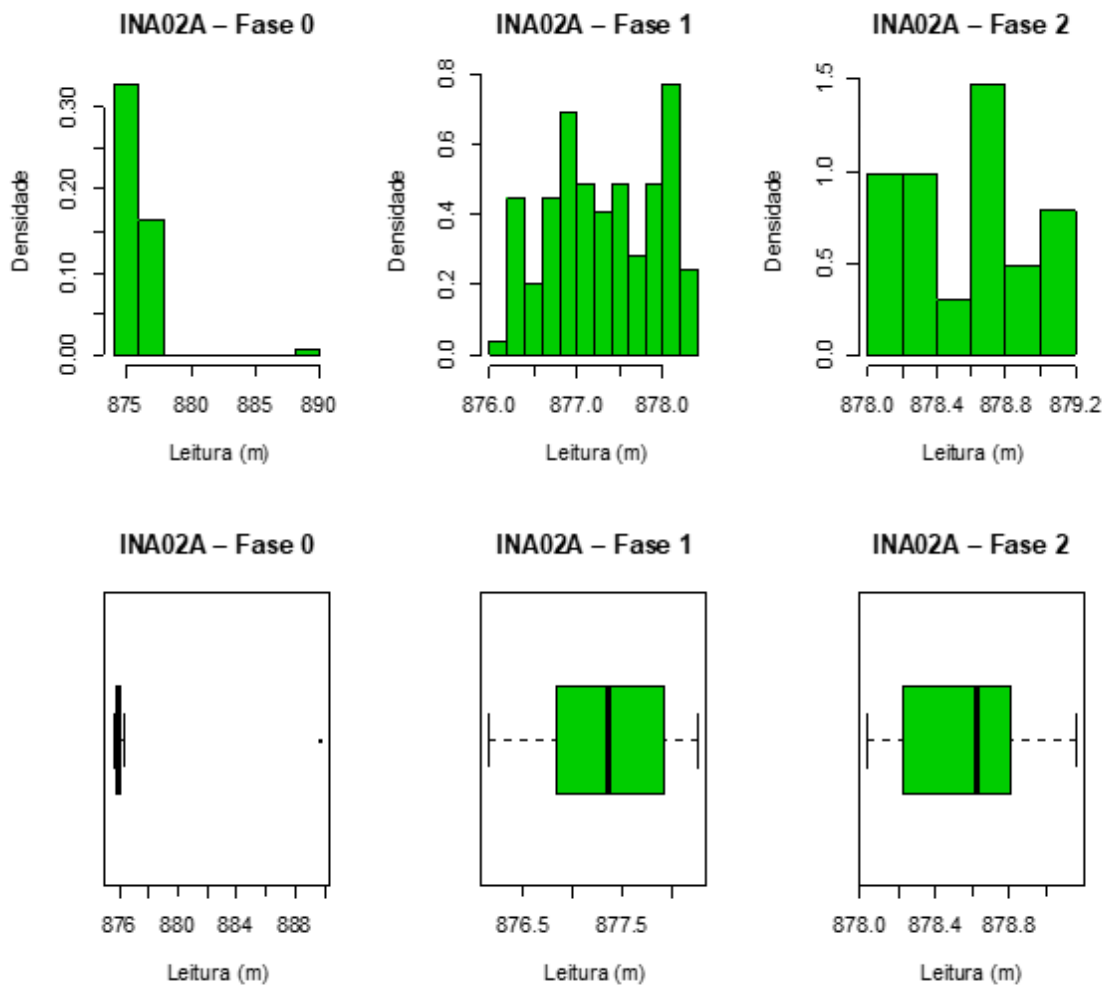 INA02A – Fase 0
INA02A – Fase 1
INA02A – Fase 2
Densidade
0.00 0.10 0.20 0.30
875 880 885 890
Leitura (m)
Densidade
0.0 0.2 0.4 0.6 0.8
876.0 877.0 878.0
Leitura (m)
Densidade
0.0 0.5 1.0 1.5
878.0 878.4 878.8 879.2
Leitura (m)
INA02A – Fase 0
INA02A – Fase 1
INA02A – Fase 2
876 880 884 888
Leitura (m)
876.5 877.5
Leitura (m)
878.0 878.4 878.8
Leitura (m)